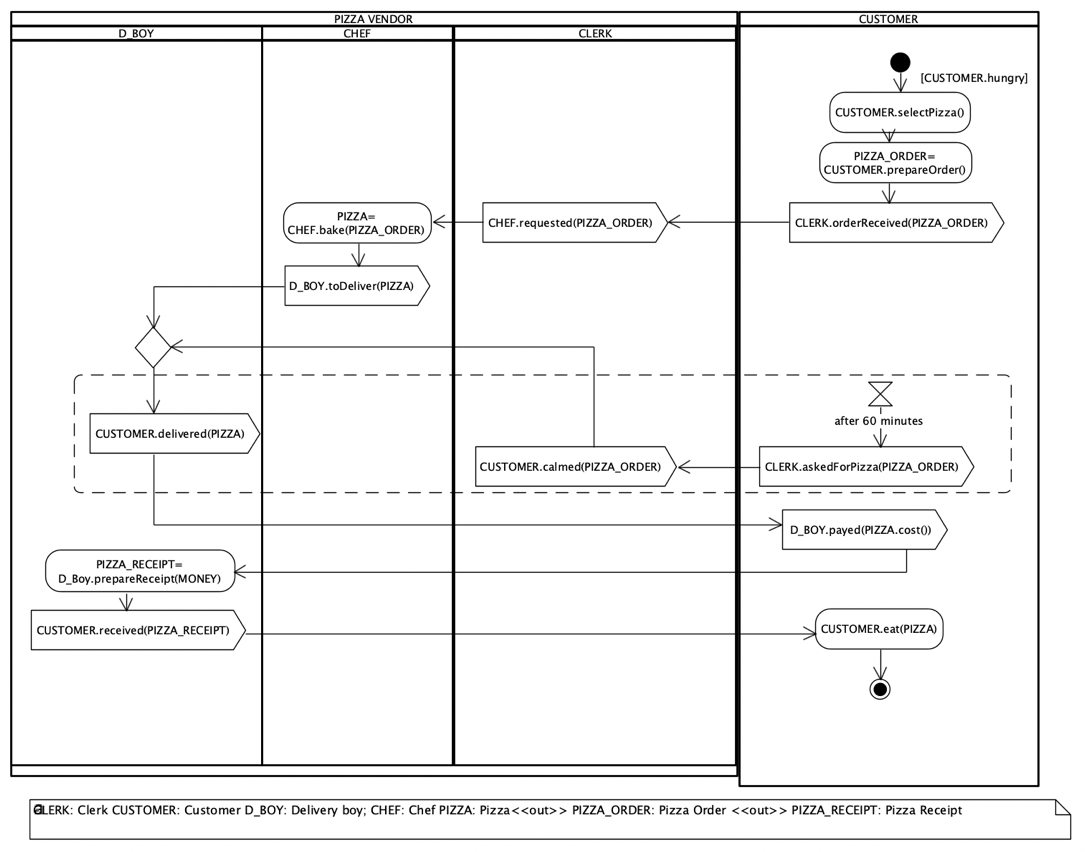 PIZZA VENDOR
CUSTOMER
D_BOY
CHEF
CLERK
[CUSTOMER.hungry]
CUSTOMER.selectPizza()
PIZZA_ORDER=
CUSTOMER.prepareOrder()
PIZZA=
CHEF.bake(PIZZA_ORDER)
CHEF.requested(PIZZA_ORDER)
CLERK.orderReceived(PIZZA_ORDER)
D_BOY.toDeliver(PIZZA)
after 60 minutes
CUSTOMER.delivered(PIZZA)
CUSTOMER.calmed(PIZZA_ORDER)
CLERK.askedForPizza(PIZZA_ORDER)
D_BOY.payed(PIZZA.cost())
PIZZA_RECEIPT=
D_Boy.prepareReceipt(MONEY)
CUSTOMER.received(PIZZA_RECEIPT)
CUSTOMER.eat(PIZZA)
CLERK: Clerk CUSTOMER: Customer D_BOY: Delivery boy; CHEF: Chef PIZZA: Pizza<<out>> PIZZA_ORDER: Pizza Order <<out>> PIZZA_RECEIPT: Pizza Receipt